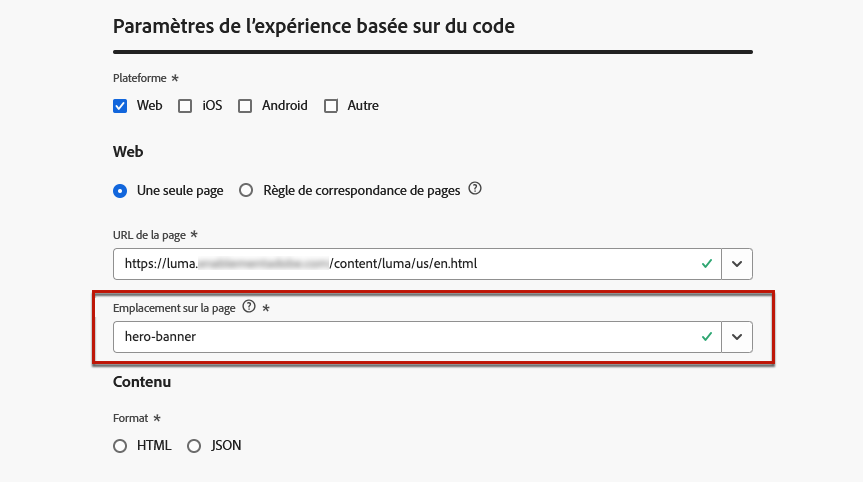 Paramètres de l’expérience basée sur du code
Plateforme *
Web iOS Android Autre
Web
Une seule page Règle de correspondance de pages ?
URL de la page *
https://luma. /content/luma/us/en.html
Emplacement sur la page ? *
hero-banner
Contenu
Format *
HTML JSON